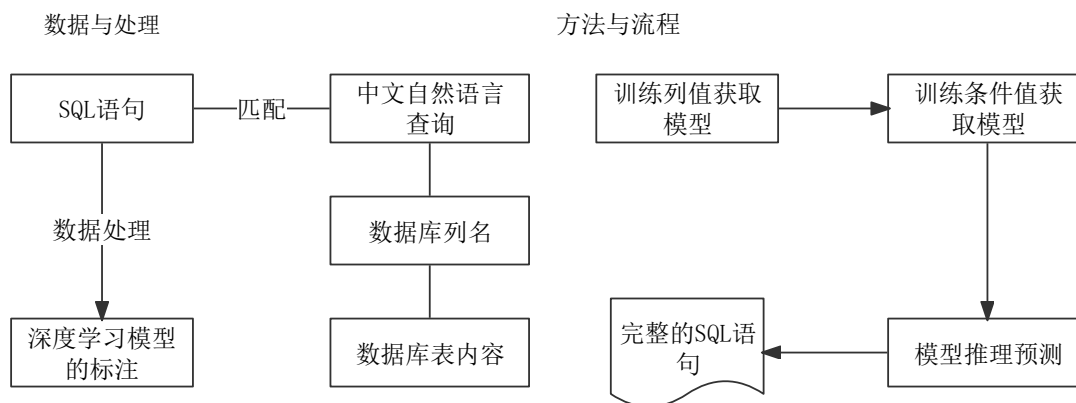 数据与处理
方法与流程
SQL语句
匹配
中文自然语言
查询
训练列值获取
模型
训练条件值获
取模型
数据处理
数据库列名
深度学习模型
的标注
数据库表内容
完整的SQL语
句
模型推理预测